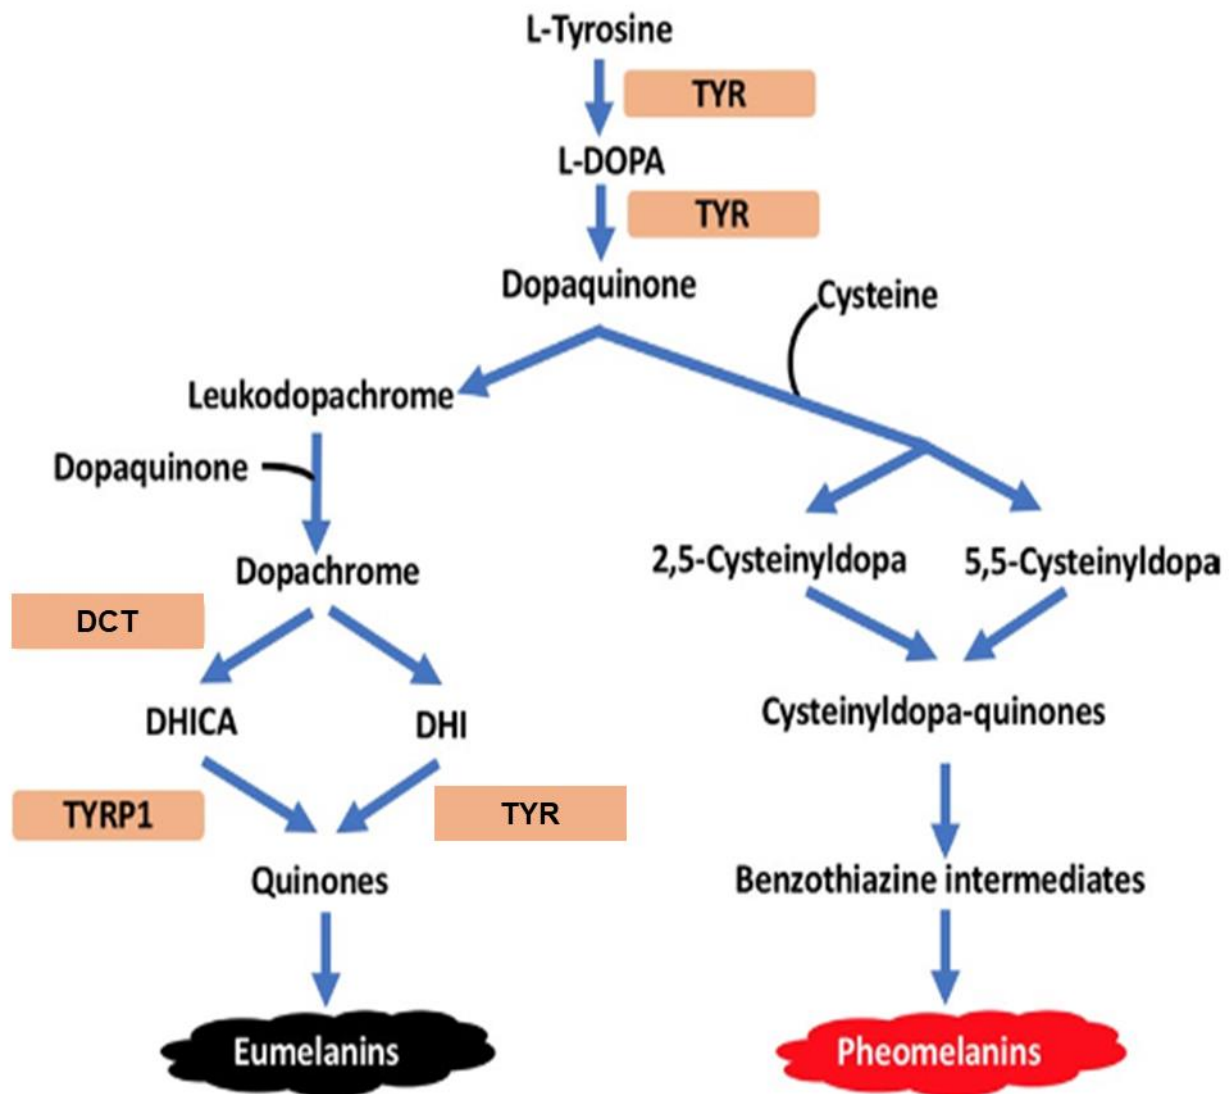 L-Tyrosine
TYR
L-DOPA
TYR
Dopaquinone
Cysteine
Leukodopachrome
Dopaquinone
Dopachrome
2,5-Cysteinyldopa
5,5-Cysteinyldopa
DCT
DHICA
DHI
Cysteinyldopa-quinones
TYRP1
TYR
Quinones
Benzothiazine intermediates
Eumelanins
Pheomelanins